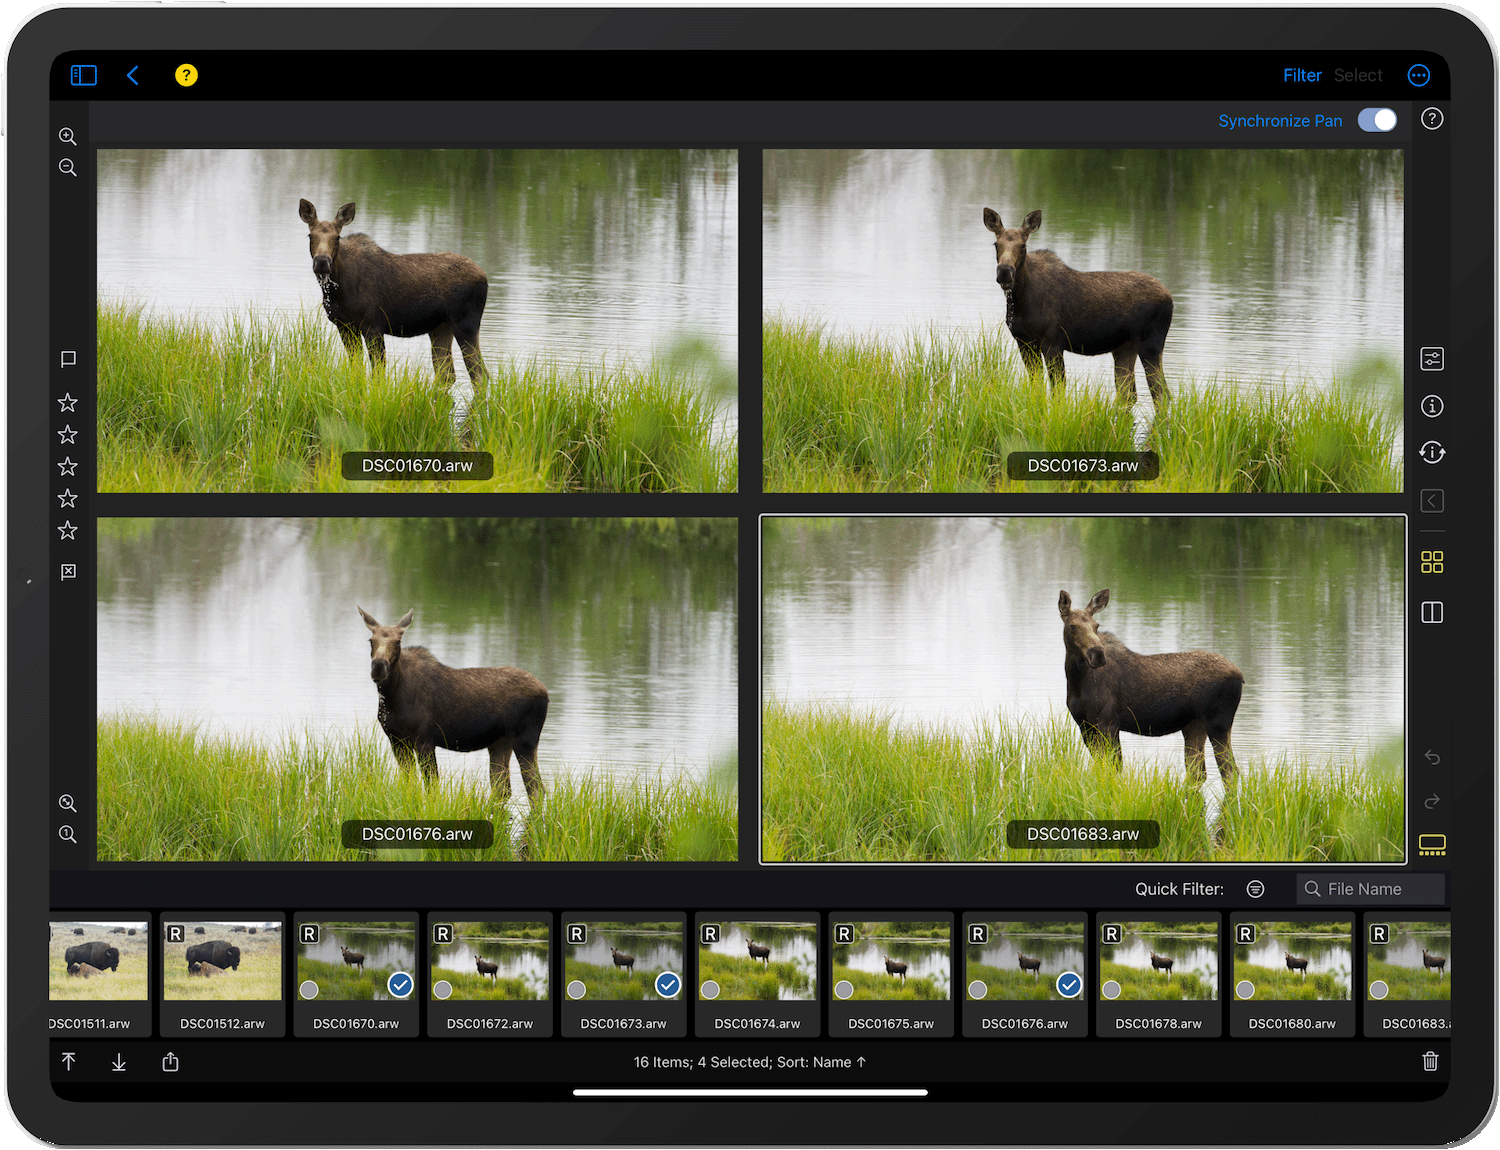 ?
Filter Select
Synchronize Pan
?
DSC01670.arw
DSC01673.arw
DSC01676.arw
DSC01683.arw
Quick Filter:
File Name
R R R R R R R R R R
DSC01511.arw
DSC01512.arw
DSC01670.arw
DSC01672.arw
DSC01673.arw
DSC01674.arw
DSC01675.arw
DSC01676.arw
DSC01678.arw
DSC01680.arw
DSC01683.
16 Items; 4 Selected; Sort: Name ↑